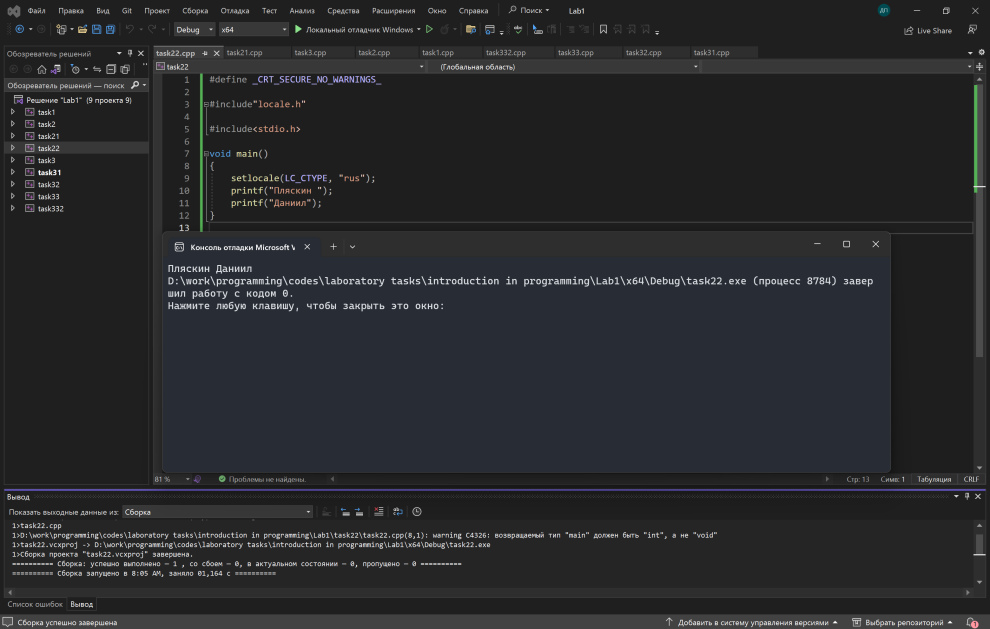 Файл Правка Вид Git Проект Сборка Отладка Тест Анализ Средства Расширения Окно Справка Поиск Lab1 ДП
Debug x64 Локальный отладчик Windows Live Share
Обозреватель решений
Обозреватель решений — поиск
Решение "Lab1" (9 проекта 9)
task1
task2
task21
task22
task3
task31
task32
task33
task332
task22.cpp task21.cpp task3.cpp task2.cpp task1.cpp task332.cpp task33.cpp task32.cpp task31.cpp
task22 (Глобальная область)
1 #define _CRT_SECURE_NO_WARNINGS_
2
3 #include"locale.h"
4
5 #include<stdio.h>
6
7 void main()
8 {
9 setlocale(LC_CTYPE, "rus");
10 printf("Пляскин ");
11 printf("Даниил");
12 }
13
Консоль отладки Microsoft V
Пляскин Даниил
D:\work\programming\codes\laboratory tasks\introduction in programming\Lab1\x64\Debug\task22.exe (процесс 8784) завер
шил работу с кодом 0.
Нажмите любую клавишу, чтобы закрыть это окно:
81 % Проблемы не найдены. Стр: 13 Симв: 1 Табуляция CRLF
Вывод
Показать выходные данные из: Сборка
1>task22.cpp
1>D:\work\programming\codes\laboratory tasks\introduction in programming\Lab1\task22\task22.cpp(8,1): warning C4326: возвращаемый тип "main" должен быть "int", а не "void"
1>task22.vcxproj -> D:\work\programming\codes\laboratory tasks\introduction in programming\Lab1\x64\Debug\task22.exe
1>Сборка проекта "task22.vcxproj" завершена.
========== Сборка: успешно выполнено — 1 , со сбоем — 0, в актуальном состоянии — 0, пропущено — 0 ==========
========== Сборка запущено в 8:05 AM, заняло 01,164 с ==========
Список ошибок Вывод
Сборка успешно завершена Добавить в систему управления версиями Выбрать репозиторий 1